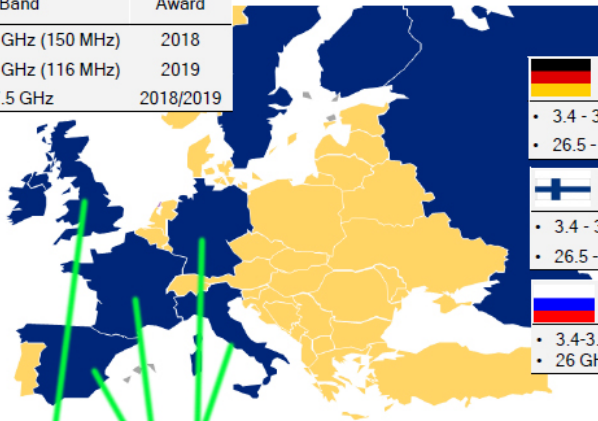 Band Award
GHz (150 MHz) 2018
GHz (116 MHz) 2019
.5 GHz 2018/2019
• 3.4 - 3
• 26.5 -
• 3.4 - 3
• 26.5 -
• 3.4-3.
• 26 GH